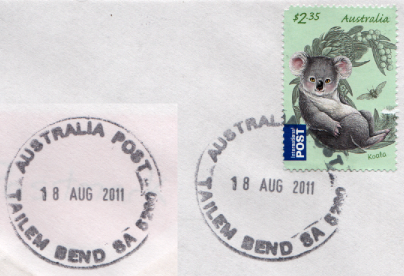 $2.35 Australia
International POST
Koala
AUSTRALIA POST
18 AUG 2011
TAILEM BEND SA 5260
AUSTRALIA POST
18 AUG 2011
TAILEM BEND SA 5260